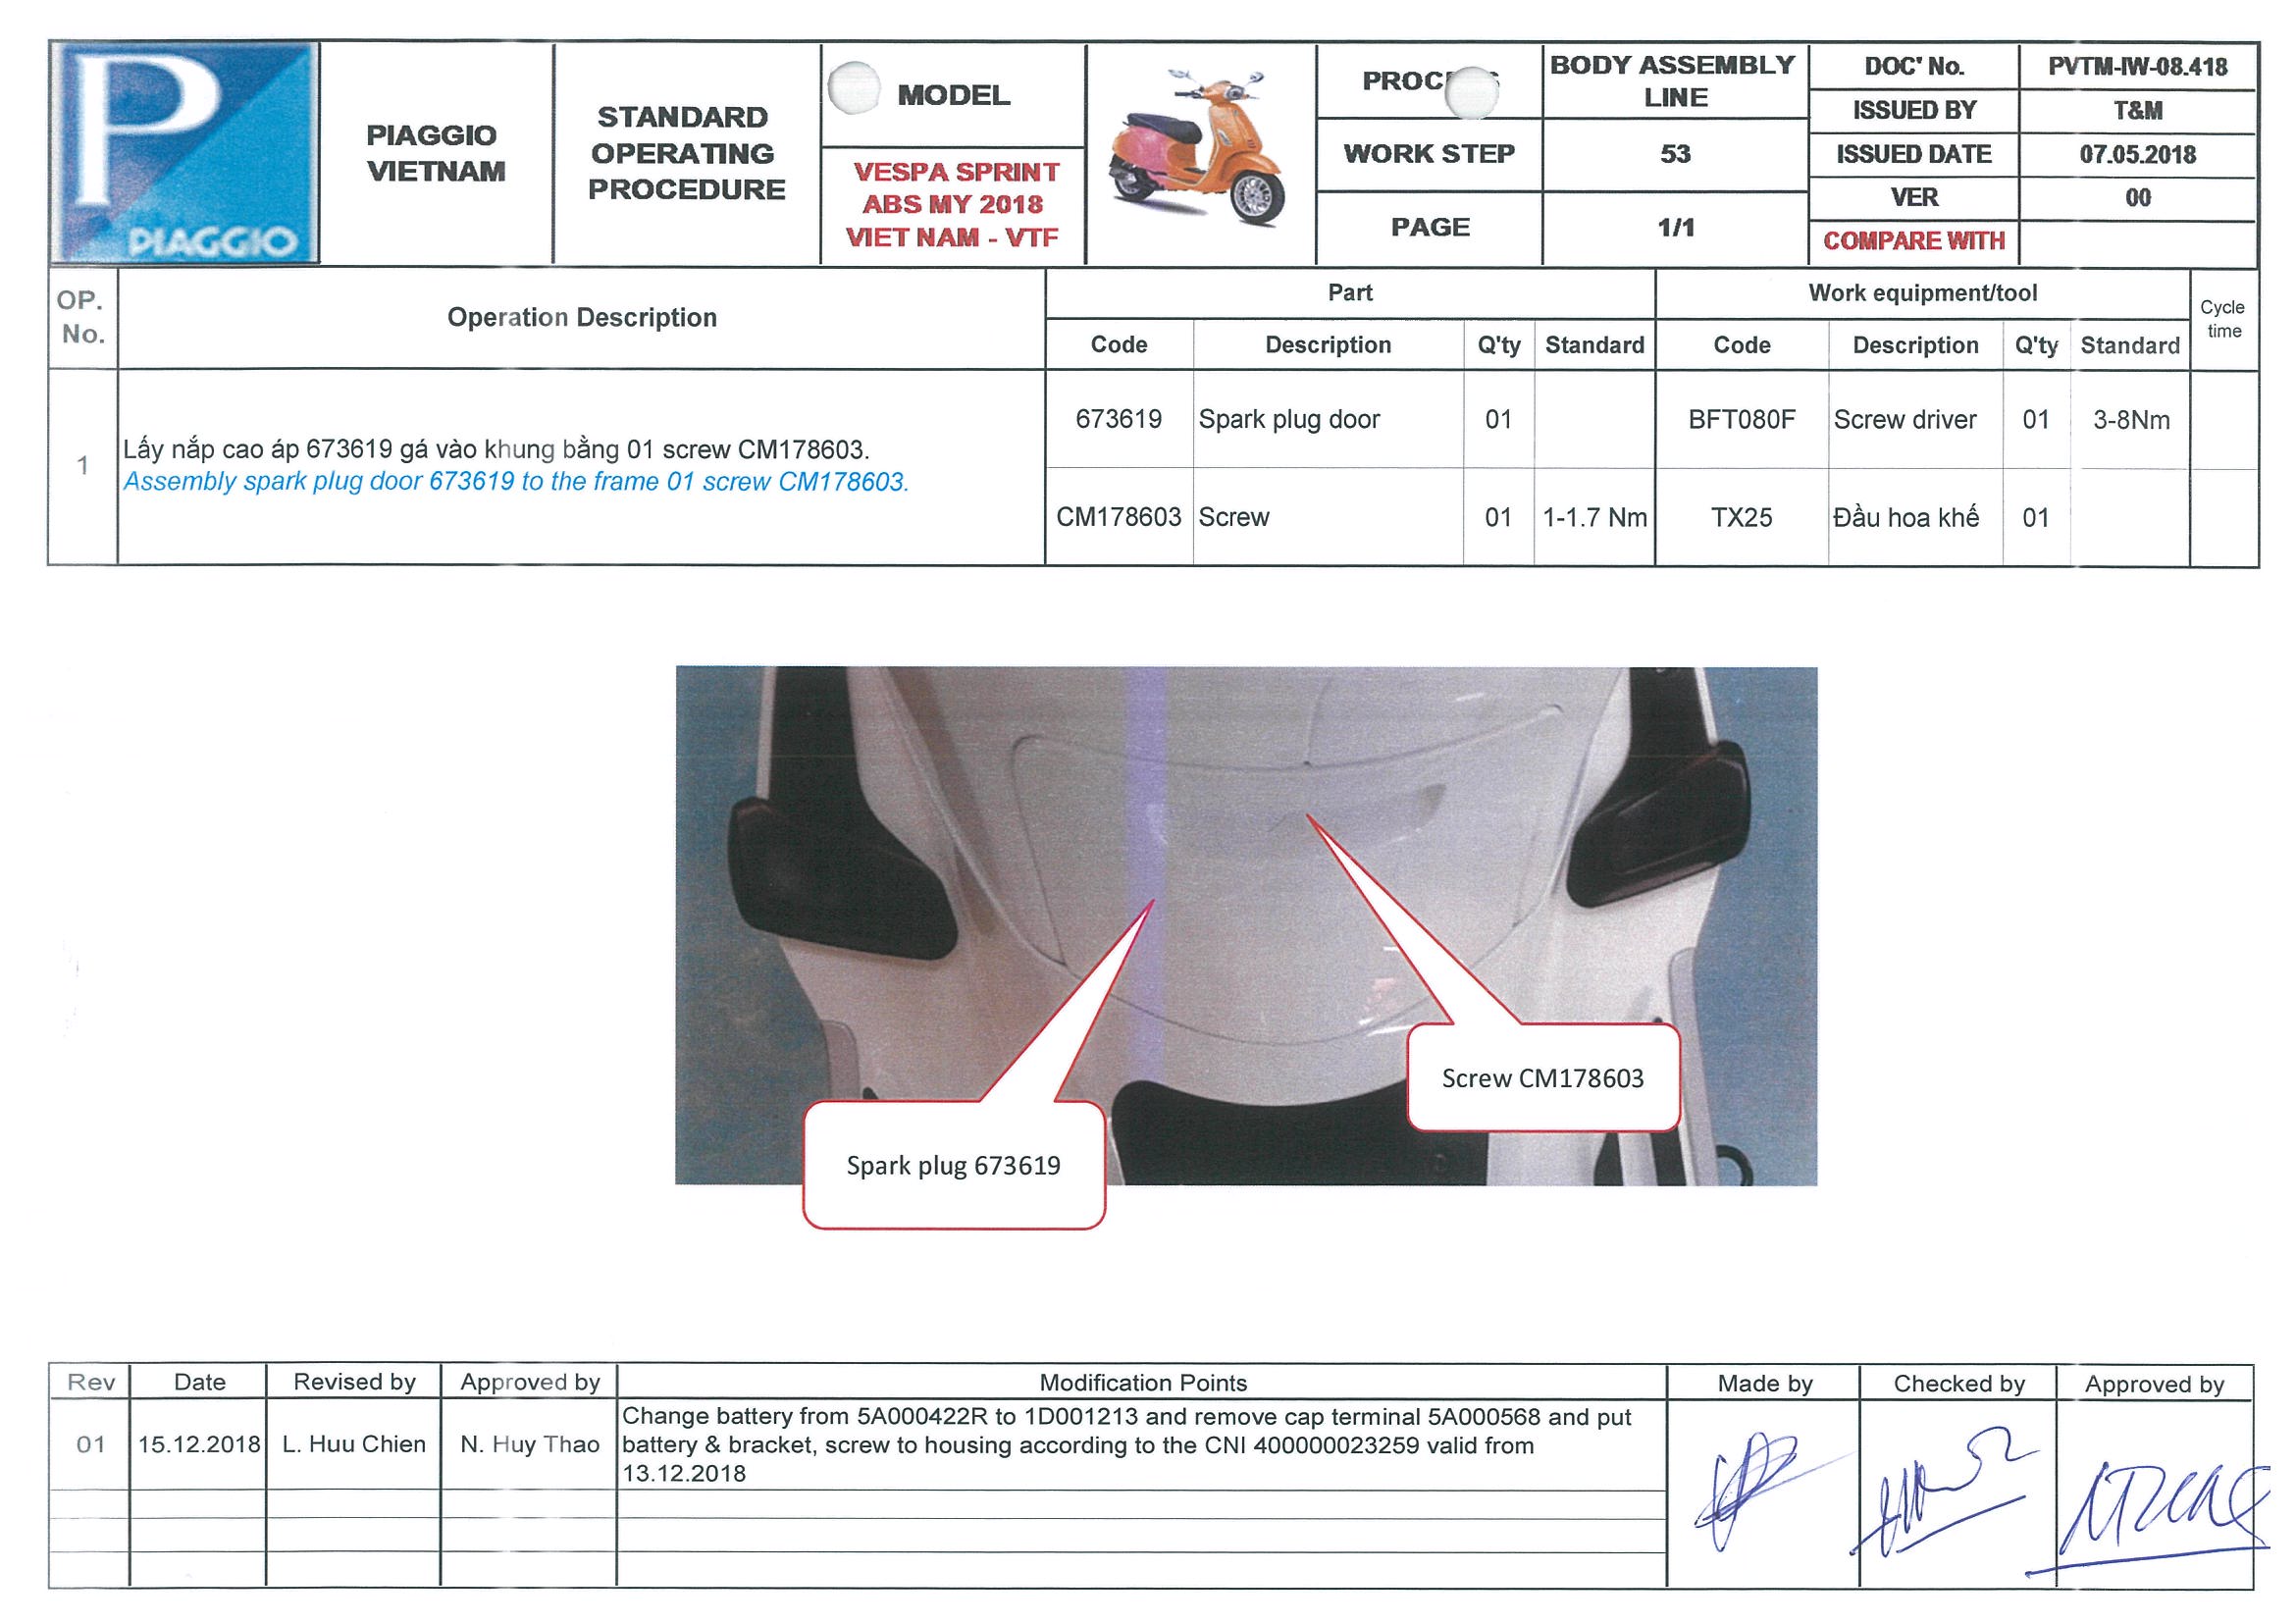 PIAGGIO
PIAGGIO
VIETNAM
STANDARD
OPERATING
PROCEDURE
MODEL
VESPA SPRINT
ABS MY 2018
VIET NAM - VTF
BODY ASSEMBLY
LINE
WORK STEP
53
PAGE
1/1
DOC' No.
PVTM-IW-08.418
ISSUED BY
T&M
ISSUED DATE
07.05.2018
VER
00
COMPARE WITH
OP.
No.
Operation Description
Part
Work equipment/tool
Cycle
time
Code
Description
Q'ty
Standard
Code
Description
Q'ty
Standard
1
Lấy nắp cao áp 673619 gá vào khung bằng 01 screw CM178603.
Assembly spark plug door 673619 to the frame 01 screw CM178603.
673619
Spark plug door
01
BFT080F
Screw driver
01
3-8Nm
CM178603
Screw
01
1-1.7 Nm
TX25
Đầu hoa khế
01
Screw CM178603
Spark plug 673619
Rev
Date
Revised by
Approved by
Modification Points
Made by
Checked by
Approved by
01
15.12.2018
L. Huu Chien
N. Huy Thao
Change battery from 5A000422R to 1D001213 and remove cap terminal 5A000568 and put
battery & bracket, screw to housing according to the CNI 400000023259 valid from
13.12.2018